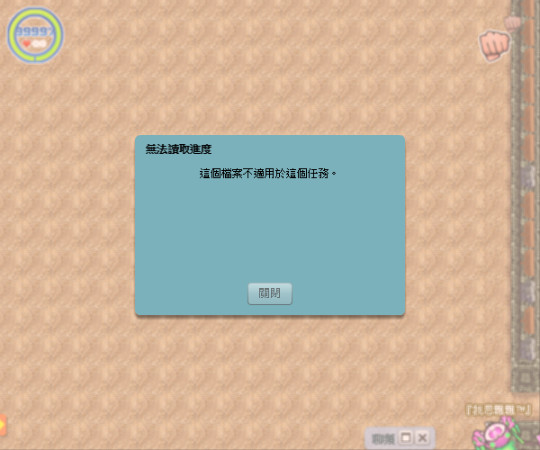 無法讀取進度
這個檔案不適用於這個任務。
關閉